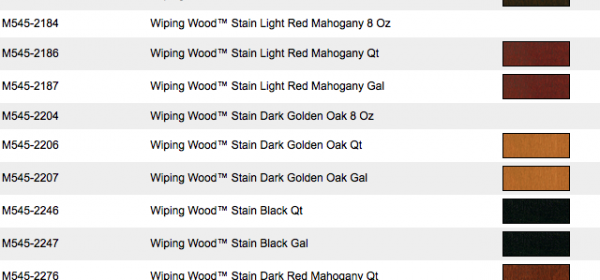 M545-2184 Wiping Wood™ Stain Light Red Mahogany 8 Oz
M545-2186 Wiping Wood™ Stain Light Red Mahogany Qt
M545-2187 Wiping Wood™ Stain Light Red Mahogany Gal
M545-2204 Wiping Wood™ Stain Dark Golden Oak 8 Oz
M545-2206 Wiping Wood™ Stain Dark Golden Oak Qt
M545-2207 Wiping Wood™ Stain Dark Golden Oak Gal
M545-2246 Wiping Wood™ Stain Black Qt
M545-2247 Wiping Wood™ Stain Black Gal
M545-2276 Wiping Wood™ Stain Dark Red Mahogany Qt